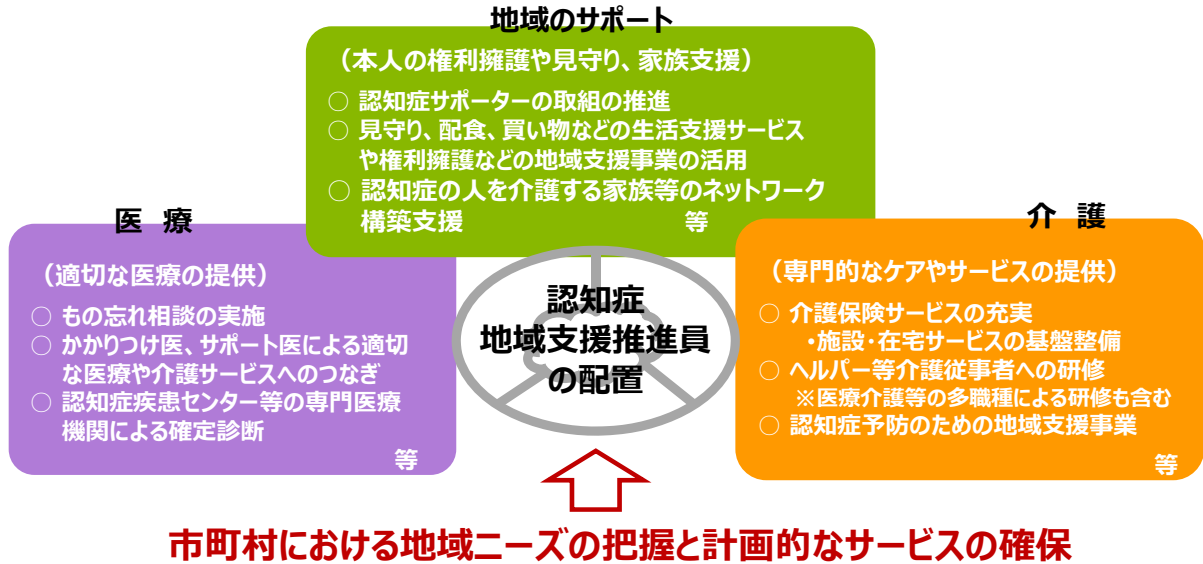 地域のサポート
（本人の権利擁護や見守り、家族支援）
○ 認知症サポーターの取組の推進
○ 見守り、配食、買い物などの生活支援サービス
や権利擁護などの地域支援事業の活用
○ 認知症の人を介護する家族等のネットワーク
構築支援 等
医 療
（適切な医療の提供）
○ もの忘れ相談の実施
○ かかりつけ医、サポート医による適切
な医療や介護サービスへのつなぎ
○ 認知症疾患センター等の専門医療
機関による確定診断
等
認知症
地域支援推進員
の配置
介 護
（専門的なケアやサービスの提供）
○ 介護保険サービスの充実
・施設・在宅サービスの基盤整備
○ ヘルパー等介護従事者への研修
※医療介護等の多職種による研修も含む
○ 認知症予防のための地域支援事業
等
市町村における地域ニーズの把握と計画的なサービスの確保